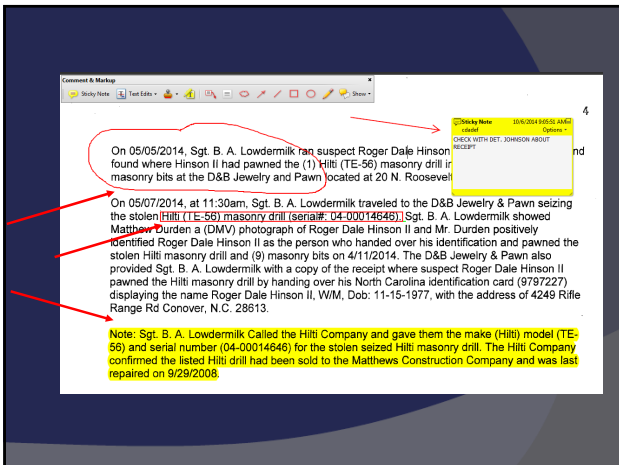 Comment & Markup
Sticky Note Text Edits Show
4
Sticky Note 10/6/2014 9:05:51 AM
cdadef Options
CHECK WITH DET. JOHNSON ABOUT
RECEIPT
On 05/05/2014, Sgt. B. A. Lowdermilk ran suspect Roger Dale Hinson nd
found where Hinson II had pawned the (1) Hilti (TE-56) masonry drill
masonry bits at the D&B Jewelry and Pawn located at 20 N.
On 05/07/2014, at 11:30am, Sgt. B. A. Lowdermilk traveled to the D&B Jewelry & Pawn seizing
the stolen Hilti (TE-56) masonry drill (serial#: 04-00014646). Sgt. B. A. Lowdermilk showed
Matthew Durden a (DMV) photograph of Roger Dale Hinson II and Mr. Durden positively
identified Roger Dale Hinson II as the person who handed over his identification and pawned the
stolen Hilti masonry drill and (9) masonry bits on 4/11/2014. The D&B Jewelry & Pawn also
provided Sgt. B. A. Lowdermilk with a copy of the receipt where suspect Roger Dale Hinson II
pawned the Hilti masonry drill by handing over his North Carolina identification card (9797227)
displaying the name Roger Dale Hinson II, W/M, Dob: 11-15-1977, with the address of 4249 Rifle
Range Rd Conover, N.C. 28613.
Note: Sgt. B. A. Lowdermilk Called the Hilti Company and gave them the make (Hilti) model (TE-
56) and serial number (04-00014646) for the stolen seized Hilti masonry drill. The Hilti Company
confirmed the listed Hilti drill had been sold to the Matthews Construction Company and was last
repaired on 9/29/2008.